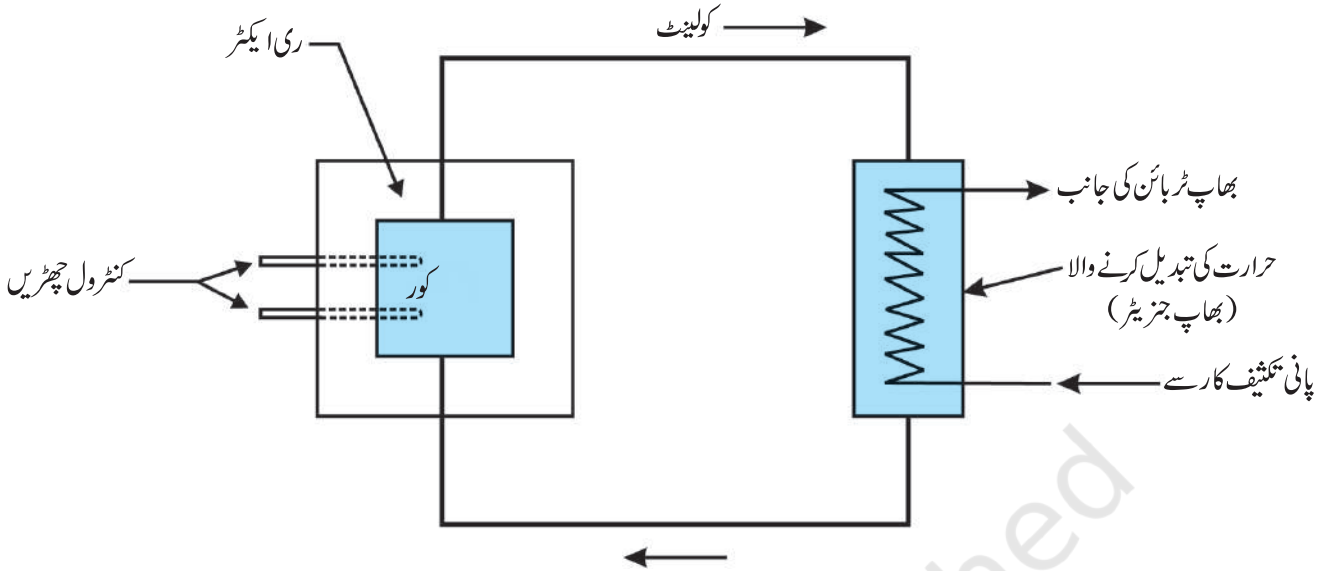 کولینٹ
ری ایکٹر
بھاپ ٹربائن کی جانب
حرارت کی تبدیل کرنے والا
(بھاپ جنریٹر)
کنٹرول چھڑیں
کور
پانی تکثیف کار سے
hed